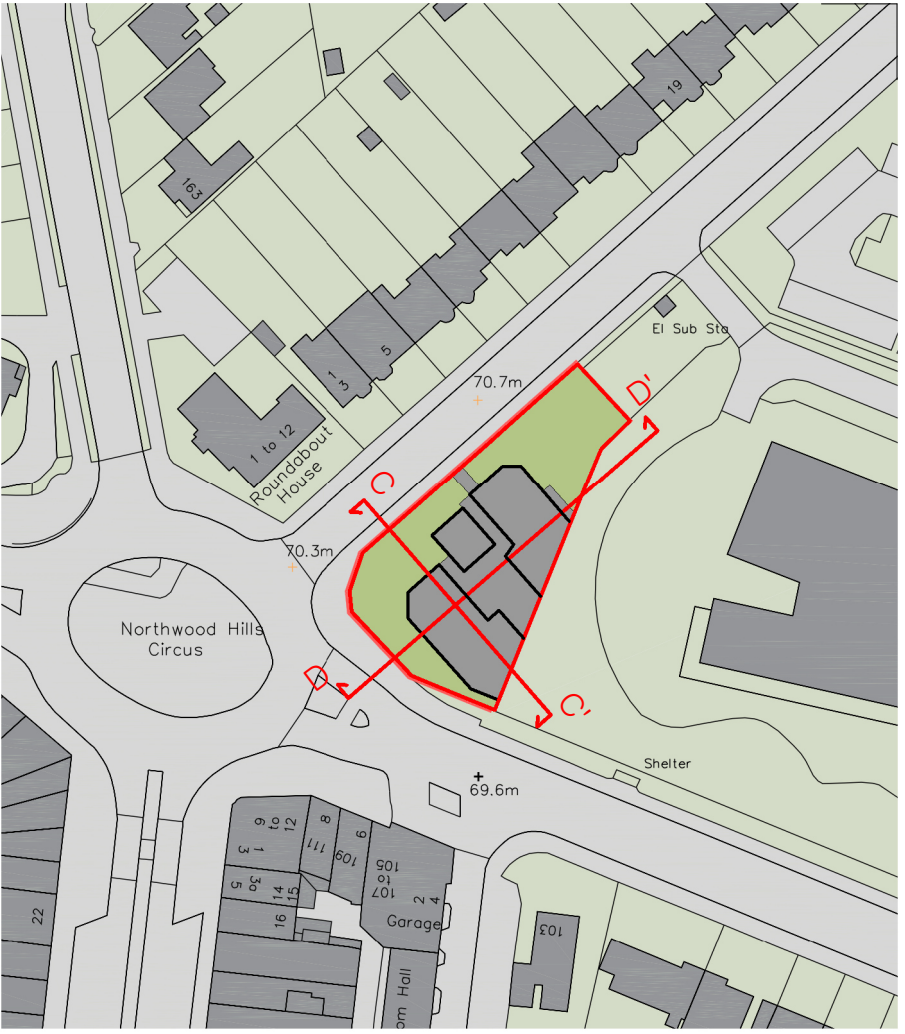 19
163
El Sub Sta
1
3
5
70.7m
D'
1 to 12
Roundabout
House
C
70.3m
Northwood Hills
Circus
D
C'
Shelter
69.6m
9
to
12
1
3
8
111
6
109
105
to
107
2
4
3a
5
14
15
16
Garage
22
103
om Hall